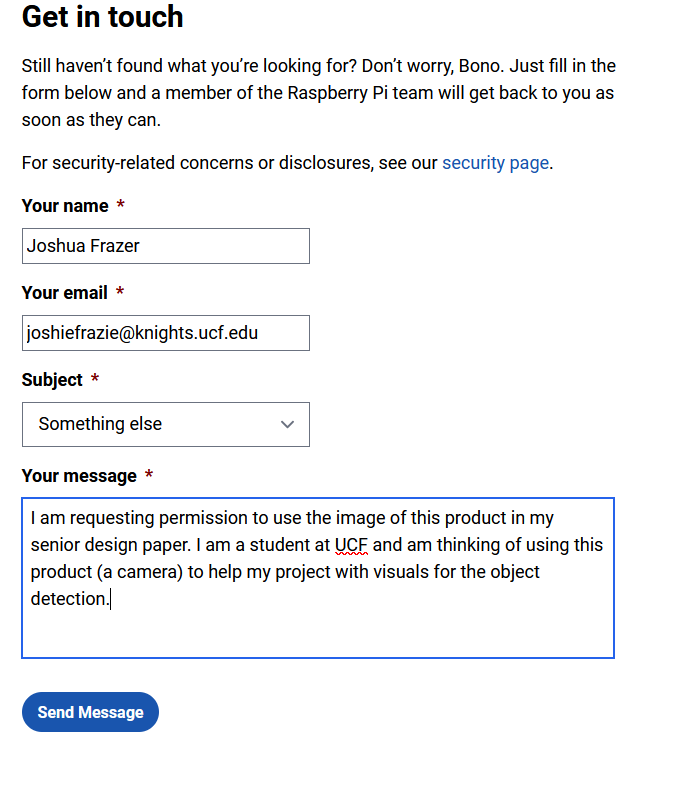 Get in touch
Still haven’t found what you’re looking for? Don’t worry, Bono. Just fill in the
form below and a member of the Raspberry Pi team will get back to you as
soon as they can.
For security-related concerns or disclosures, see our security page.
Your name *
Joshua Frazer
Your email *
joshiefrazie@knights.ucf.edu
Subject *
Something else
Your message *
I am requesting permission to use the image of this product in my
senior design paper. I am a student at UCF and am thinking of using this
product (a camera) to help my project with visuals for the object
detection.
Send Message